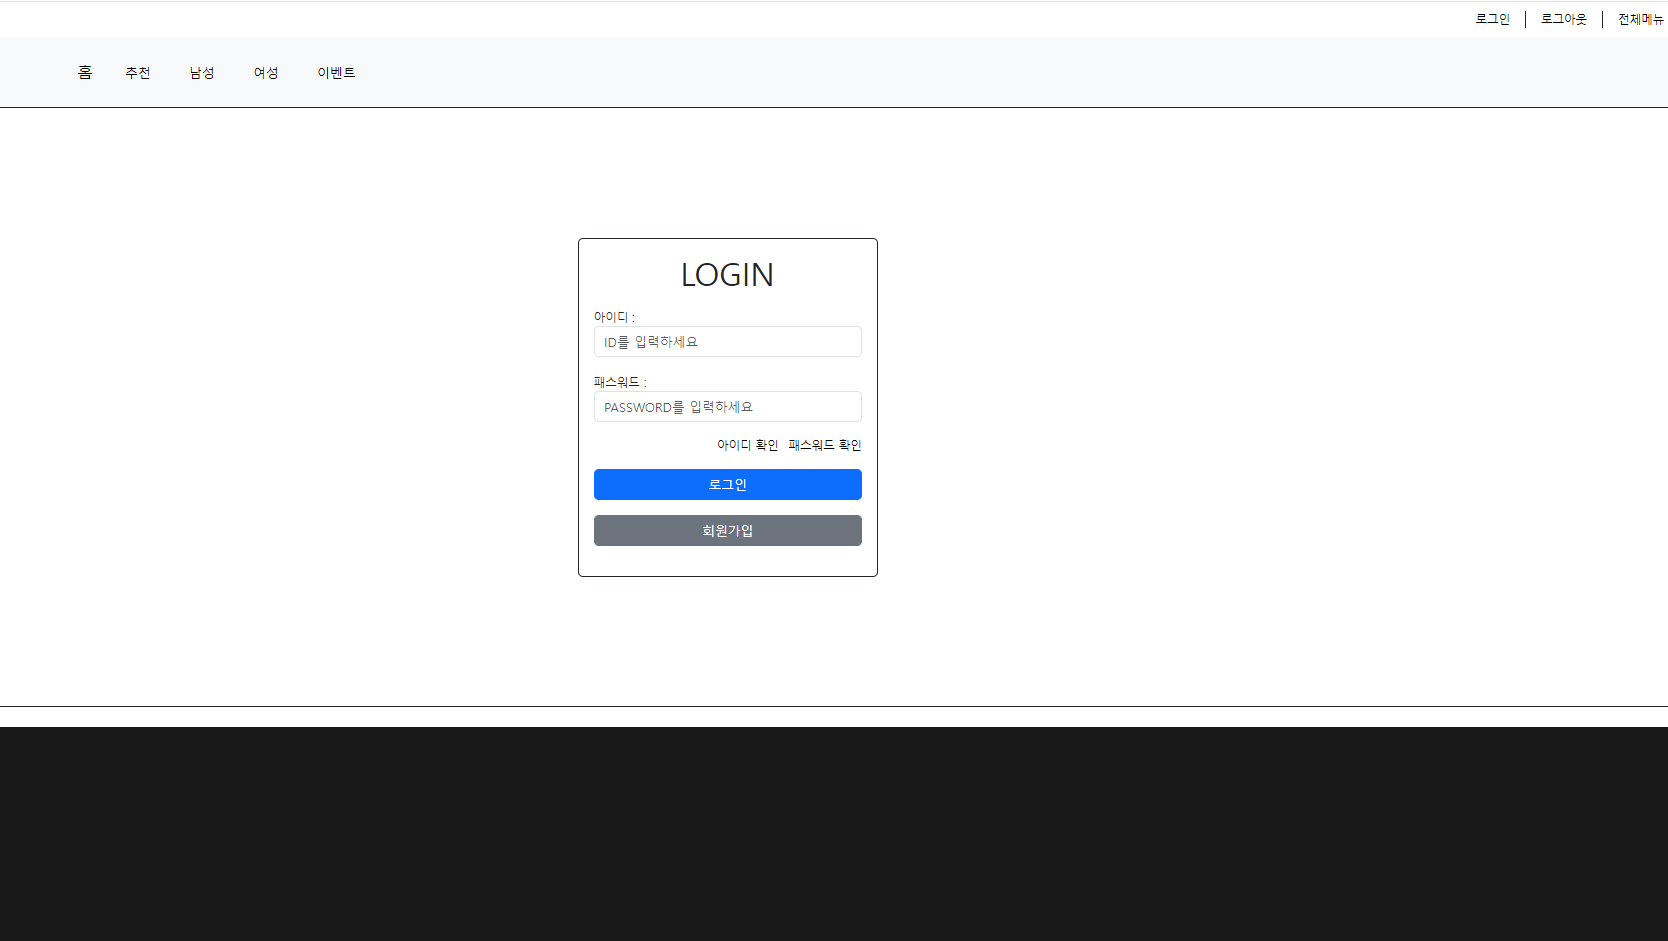 로그인 로그아웃 전체메뉴
홈 추천 남성 여성 이벤트
LOGIN
아이디 :
ID를 입력하세요
패스워드 :
PASSWORD를 입력하세요
아이디 확인 패스워드 확인
로그인
회원가입